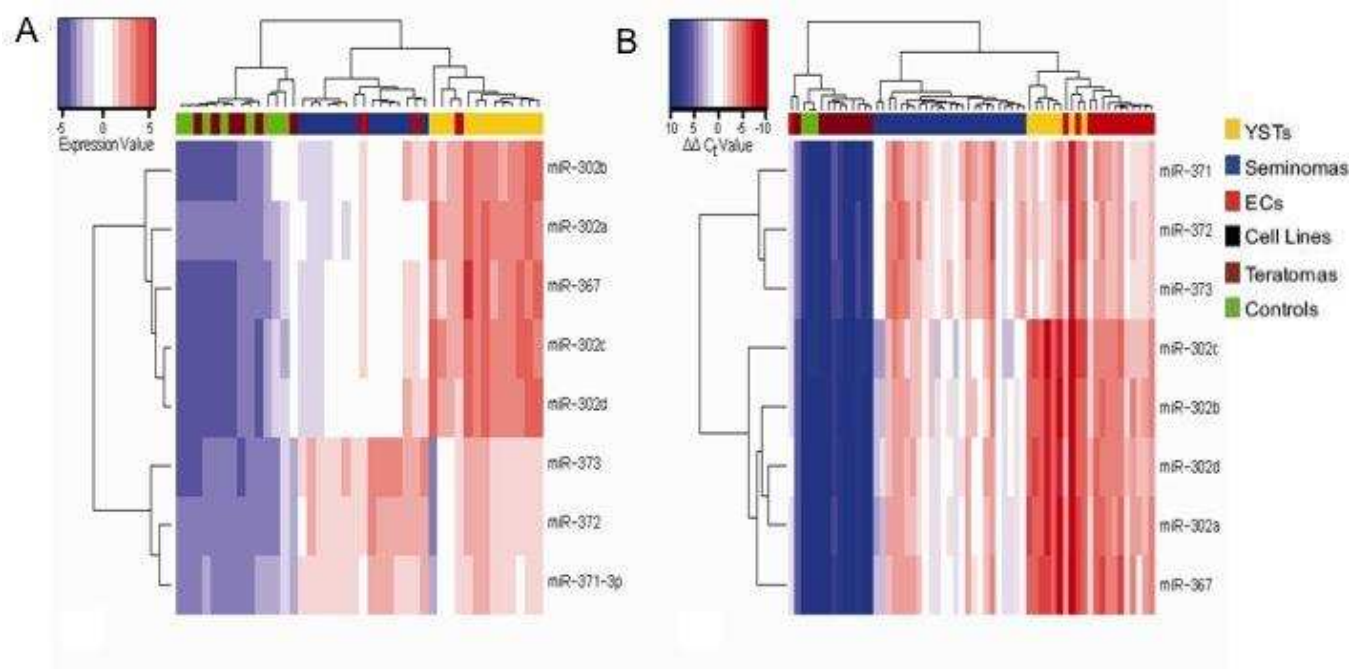 A
B
-5 0 5
Expression Value
10 5 0 -5 -10
ΔΔ Ct Value
miR-302b
miR-302a
miR-367
miR-302c
miR-302d
miR-373
miR-372
miR-371-3p
miR-371
miR-372
miR-373
miR-302c
miR-302b
miR-302d
miR-302a
miR-367
YSTs
Seminomas
ECs
Cell Lines
Teratomas
Controls